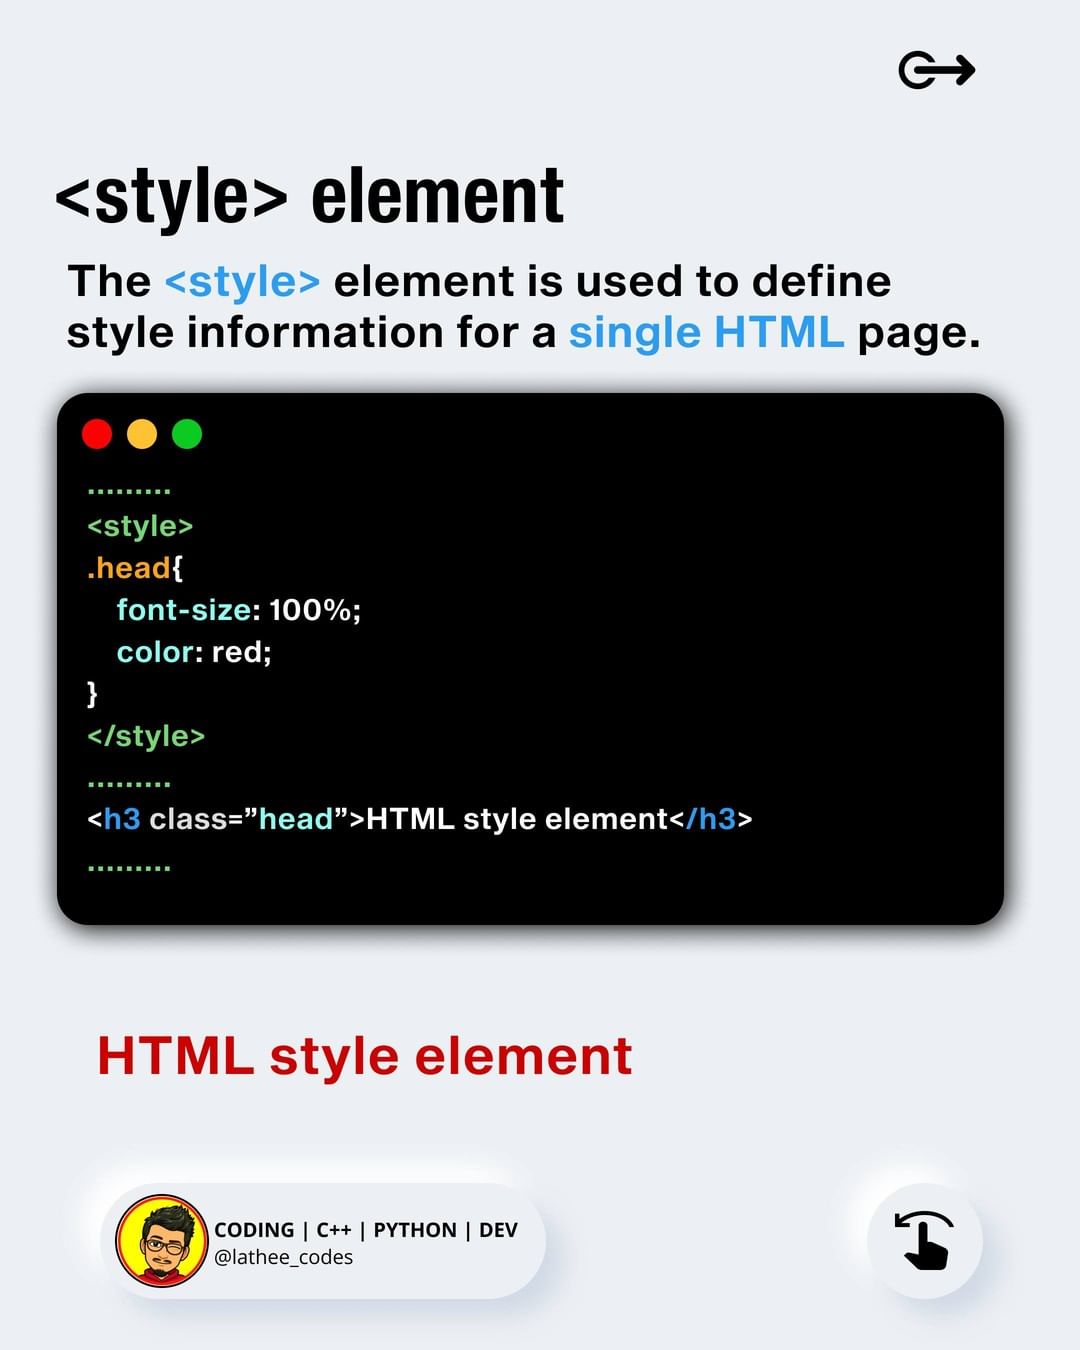 <style> element
The <style> element is used to define
style information for a single HTML page.
.........
<style>
.head{
font-size: 100%;
color: red;
}
</style>
.........
<h3 class=”head”>HTML style element</h3>
.........
HTML style element
CODING | C++ | PYTHON | DEV
@lathee_codes